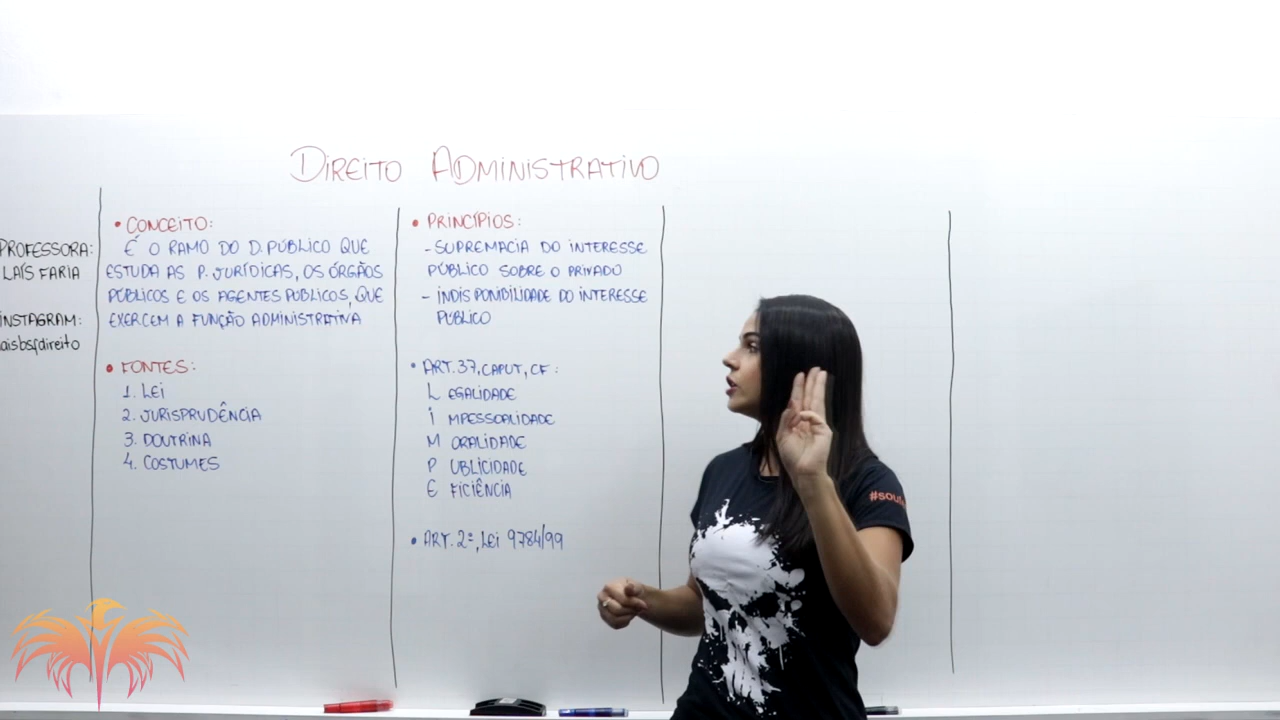 DIREITO ADMINISTRATIVO
PROFESSORA:
LAÍS FARIA
INSTAGRAM:
aisbsfdireito
• CONCEITO:
É O RAMO DO D. PÚBLICO QUE
ESTUDA AS P. JURÍDICAS, OS ÓRGÃOS
PÚBLICOS E OS AGENTES PÚBLICOS, QUE
EXERCEM A FUNÇÃO ADMINISTRATIVA
• FONTES:
1. LEI
2. JURISPRUDÊNCIA
3. DOUTRINA
4. COSTUMES
• PRINCÍPIOS:
- SUPREMACIA DO INTERESSE
PÚBLICO SOBRE O PRIVADO
- INDISPONIBILIDADE DO INTERESSE
PÚBLICO
• ART. 37, CAPUT, CF:
L EGALIDADE
I MPESSOALIDADE
M ORALIDADE
P UBLICIDADE
E FICIÊNCIA
• ART. 2º, LEI 9784/99